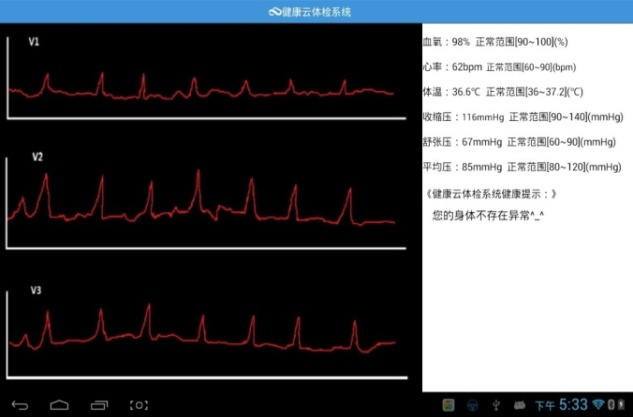 健康云体检系统
V1
V2
V3
血氧：98% 正常范围[90~100](%)
心率：62bpm 正常范围[60~90](bpm)
体温：36.6℃ 正常范围[36~37.2](℃)
收缩压：116mmHg 正常范围[90~140](mmHg)
舒张压：67mmHg 正常范围[60~90](mmHg)
平均压：85mmHg 正常范围[80~120](mmHg)
《健康云体检系统健康提示：》
您的身体不存在异常^_^
下午 5:33